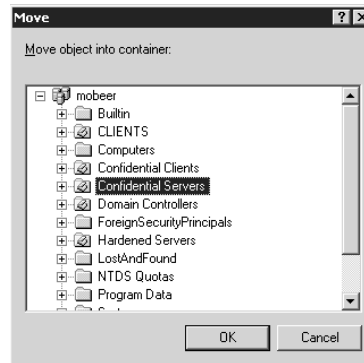 Move
Move object into container:
mobeer
Builtin
CLIENTS
Computers
Confidential Clients
Confidential Servers
Domain Controllers
ForeignSecurityPrincipals
Hardened Servers
LostAndFound
NTDS Quotas
Program Data
OK Cancel